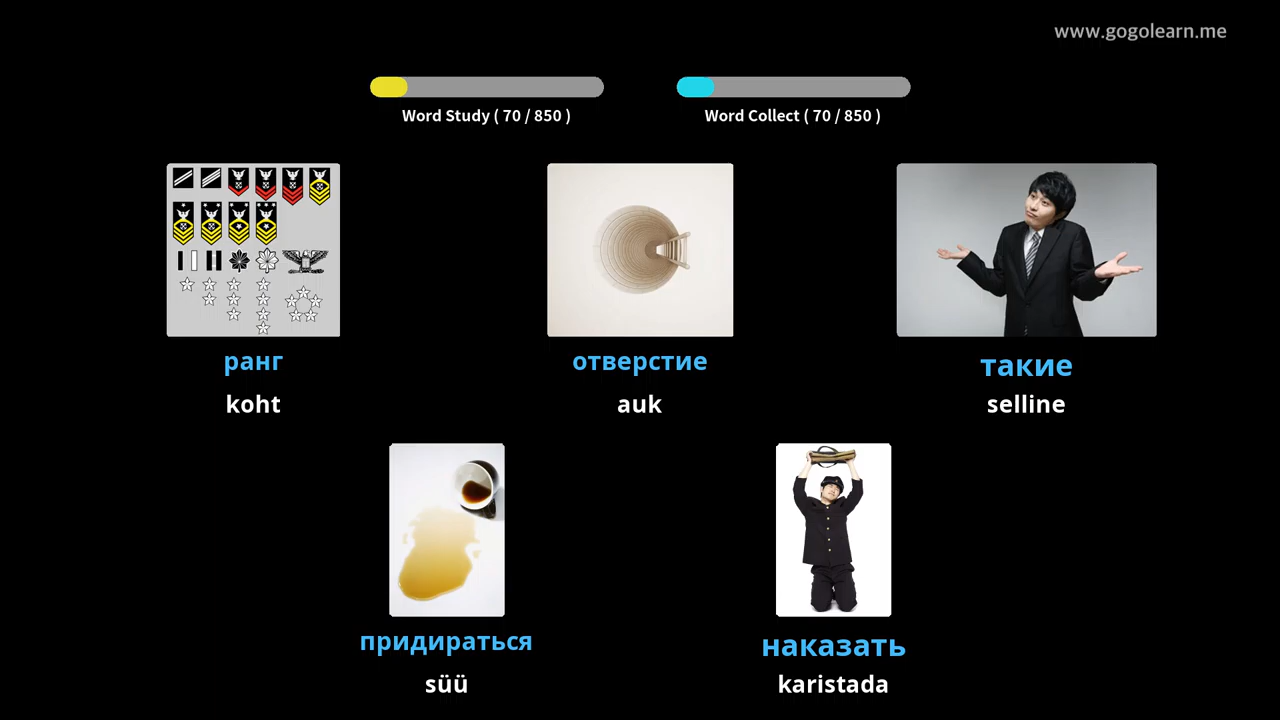 www.gogolearn.me
Word Study ( 70 / 850 )
Word Collect ( 70 / 850 )
ранг
отверстие
такие
koht
auk
selline
придираться
наказать
süü
karistada